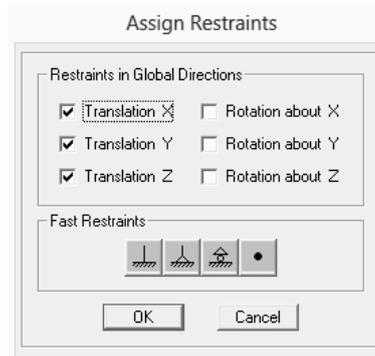 Assign Restraints
Restraints in Global Directions
Translation X Rotation about X
Translation Y Rotation about Y
Translation Z Rotation about Z
Fast Restraints
OK Cancel